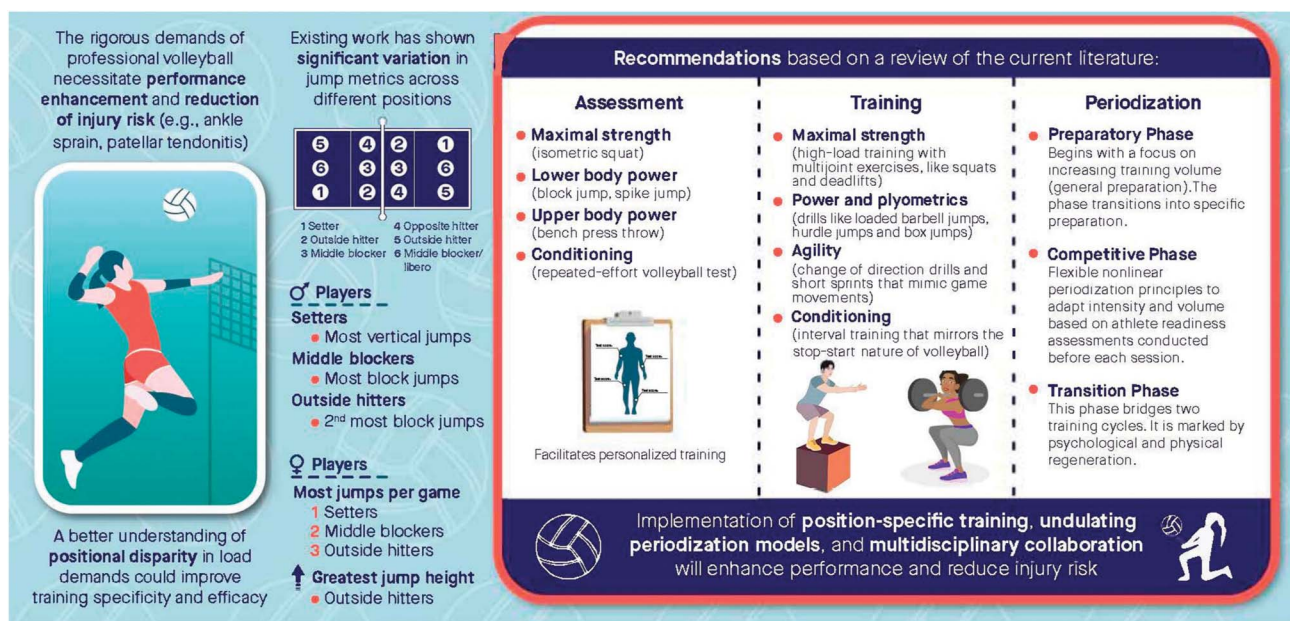 The rigorous demands of
professional volleyball
necessitate performance
enhancement and reduction
of injury risk (e.g., ankle
sprain, patellar tendonitis)
A better understanding of
positional disparity in load
demands could improve
training specificity and efficacy
Existing work has shown
significant variation in
jump metrics across
different positions
5 4 2 1
6 3 3 6
1 2 4 5
1 Setter
2 Outside hitter
3 Middle blocker
4 Opposite hitter
5 Outside hitter
6 Middle blocker/
libero
♂ Players
Setters
Most vertical jumps
Middle blockers
Most block jumps
Outside hitters
2nd most block jumps
♀ Players
Most jumps per game
1 Setters
2 Middle blockers
3 Outside hitters
Greatest jump height
Outside hitters
Recommendations based on a review of the current literature:
Assessment
Maximal strength
(isometric squat)
Lower body power
(block jump, spike jump)
Upper body power
(bench press throw)
Conditioning
(repeated-effort volleyball test)
Facilitates personalized training
Training
Maximal strength
(high-load training with
multijoint exercises, like squats
and deadlifts)
Power and plyometrics
(drills like loaded barbell jumps,
hurdle jumps and box jumps)
Agility
(change of direction drills and
short sprints that mimic game
movements)
Conditioning
(interval training that mirrors the
stop-start nature of volleyball)
Periodization
Preparatory Phase
Begins with a focus on
increasing training volume
(general preparation).The
phase transitions into specific
preparation.
Competitive Phase
Flexible nonlinear
periodization principles to
adapt intensity and volume
based on athlete readiness
assessments conducted
before each session.
Transition Phase
This phase bridges two
training cycles. It is marked by
psychological and physical
regeneration.
Implementation of position-specific training, undulating
periodization models, and multidisciplinary collaboration
will enhance performance and reduce injury risk